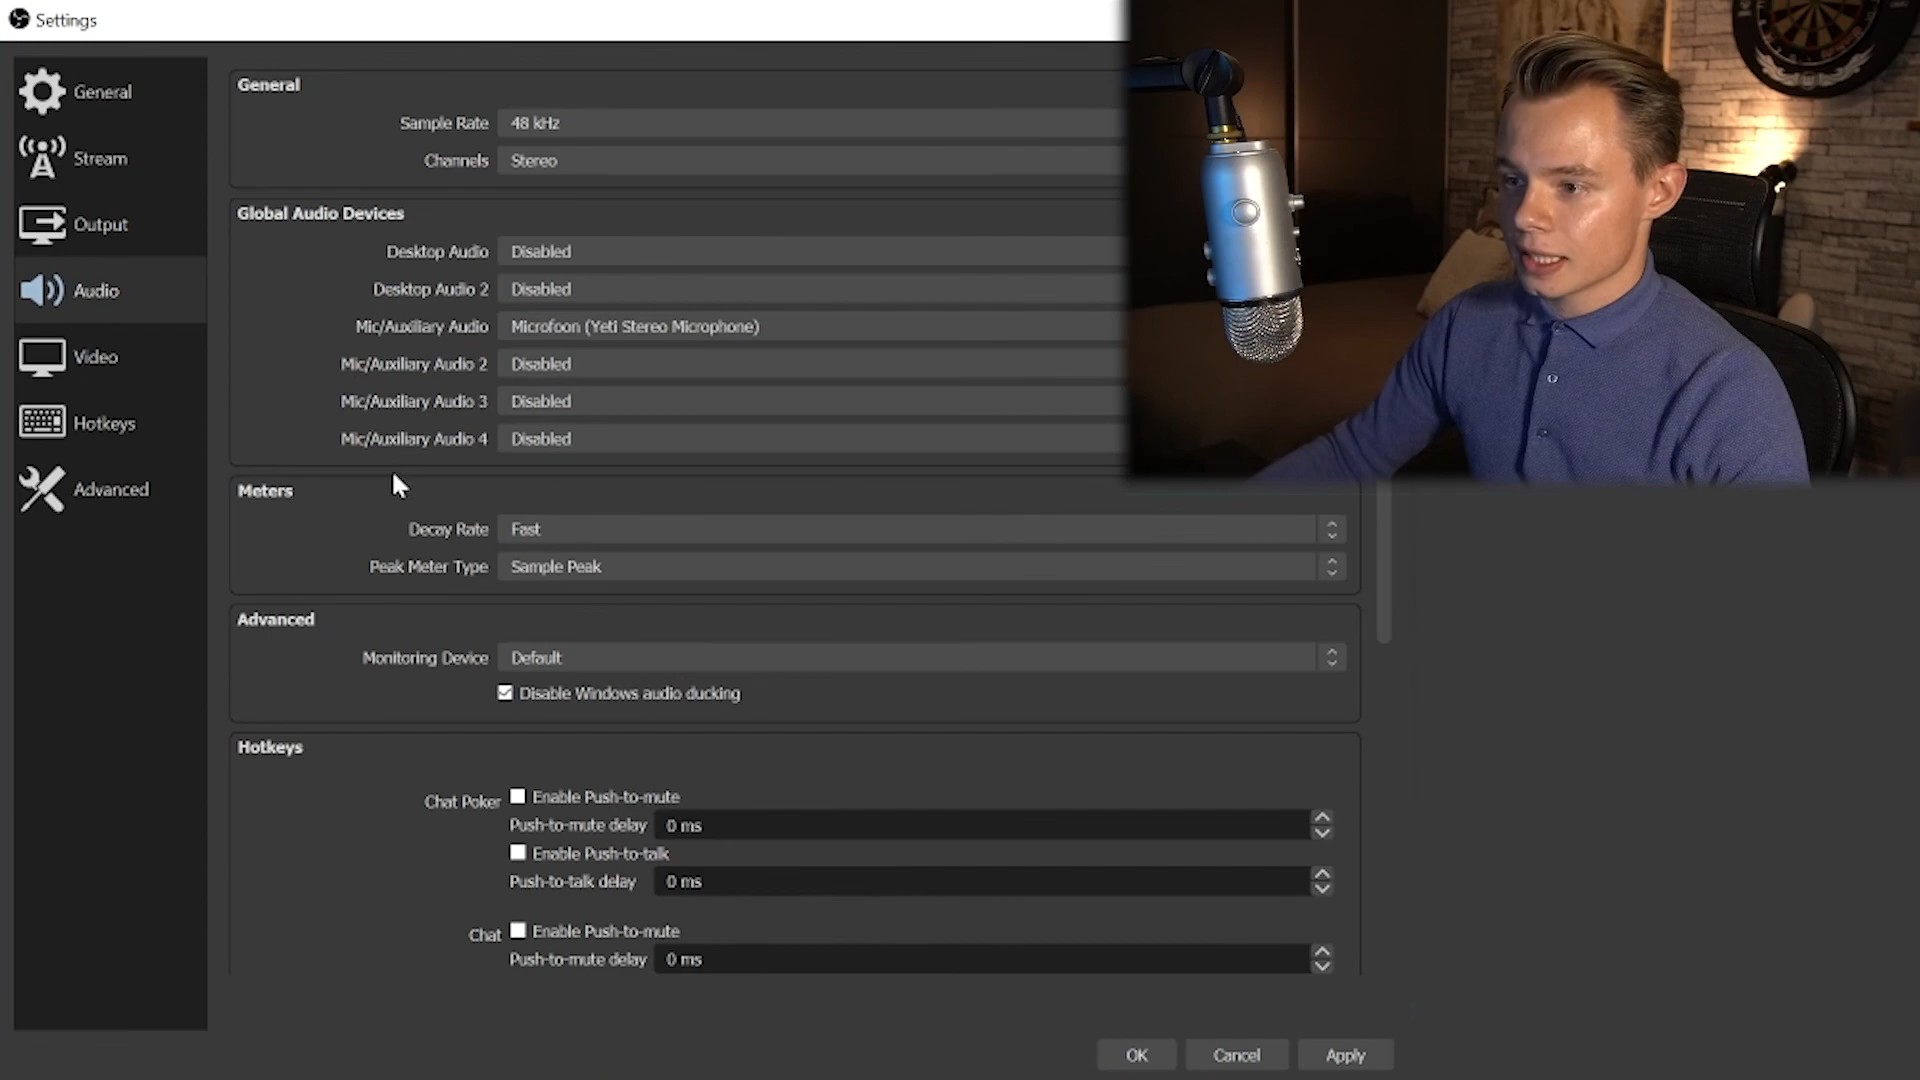 Settings
General
Stream
Output
Audio
Video
Hotkeys
Advanced
General
Sample Rate 48 kHz
Channels Stereo
Global Audio Devices
Desktop Audio Disabled
Desktop Audio 2 Disabled
Mic/Auxiliary Audio Microfoon (Yeti Stereo Microphone)
Mic/Auxiliary Audio 2 Disabled
Mic/Auxiliary Audio 3 Disabled
Mic/Auxiliary Audio 4 Disabled
Meters
Decay Rate Fast
Peak Meter Type Sample Peak
Advanced
Monitoring Device Default
Disable Windows audio ducking
Hotkeys
Chat Poker Enable Push-to-mute
Push-to-mute delay 0 ms
Enable Push-to-talk
Push-to-talk delay 0 ms
Chat Enable Push-to-mute
Push-to-mute delay 0 ms
OK Cancel Apply